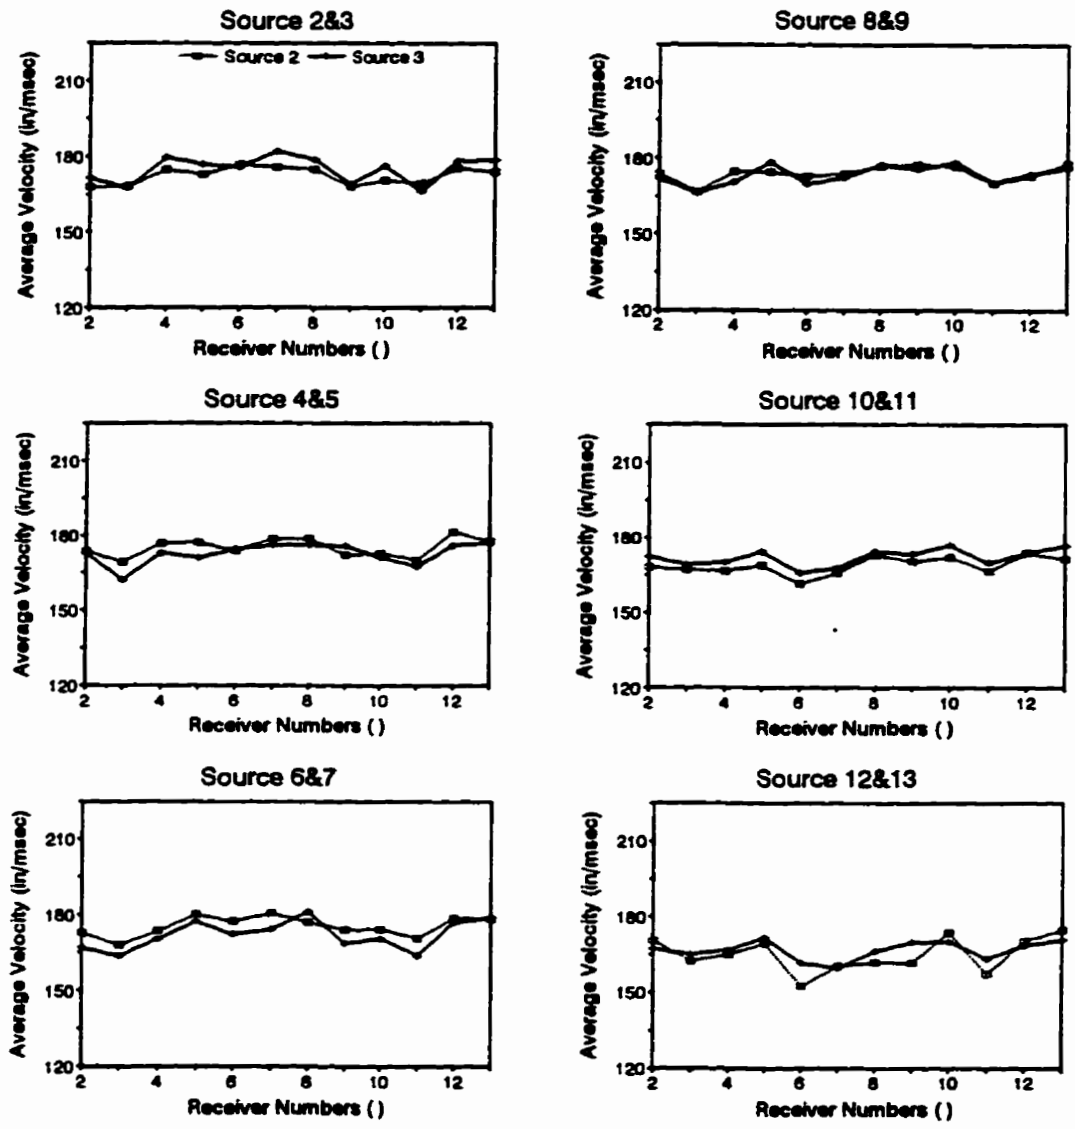 Source 2&3
Source 2 Source 3
Average Velocity (in/msec)
210
180
150
120
2 4 6 8 10 12
Receiver Numbers ( )
Source 8&9
Average Velocity (in/msec)
210
180
150
120
2 4 6 8 10 12
Receiver Numbers ( )
Source 4&5
Average Velocity (in/msec)
210
180
150
120
2 4 6 8 10 12
Receiver Numbers ( )
Source 10&11
Average Velocity (in/msec)
210
180
150
120
2 4 6 8 10 12
Receiver Numbers ( )
Source 6&7
Average Velocity (in/msec)
210
180
150
120
2 4 6 8 10 12
Receiver Numbers ( )
Source 12&13
Average Velocity (in/msec)
210
180
150
120
2 4 6 8 10 12
Receiver Numbers ( )